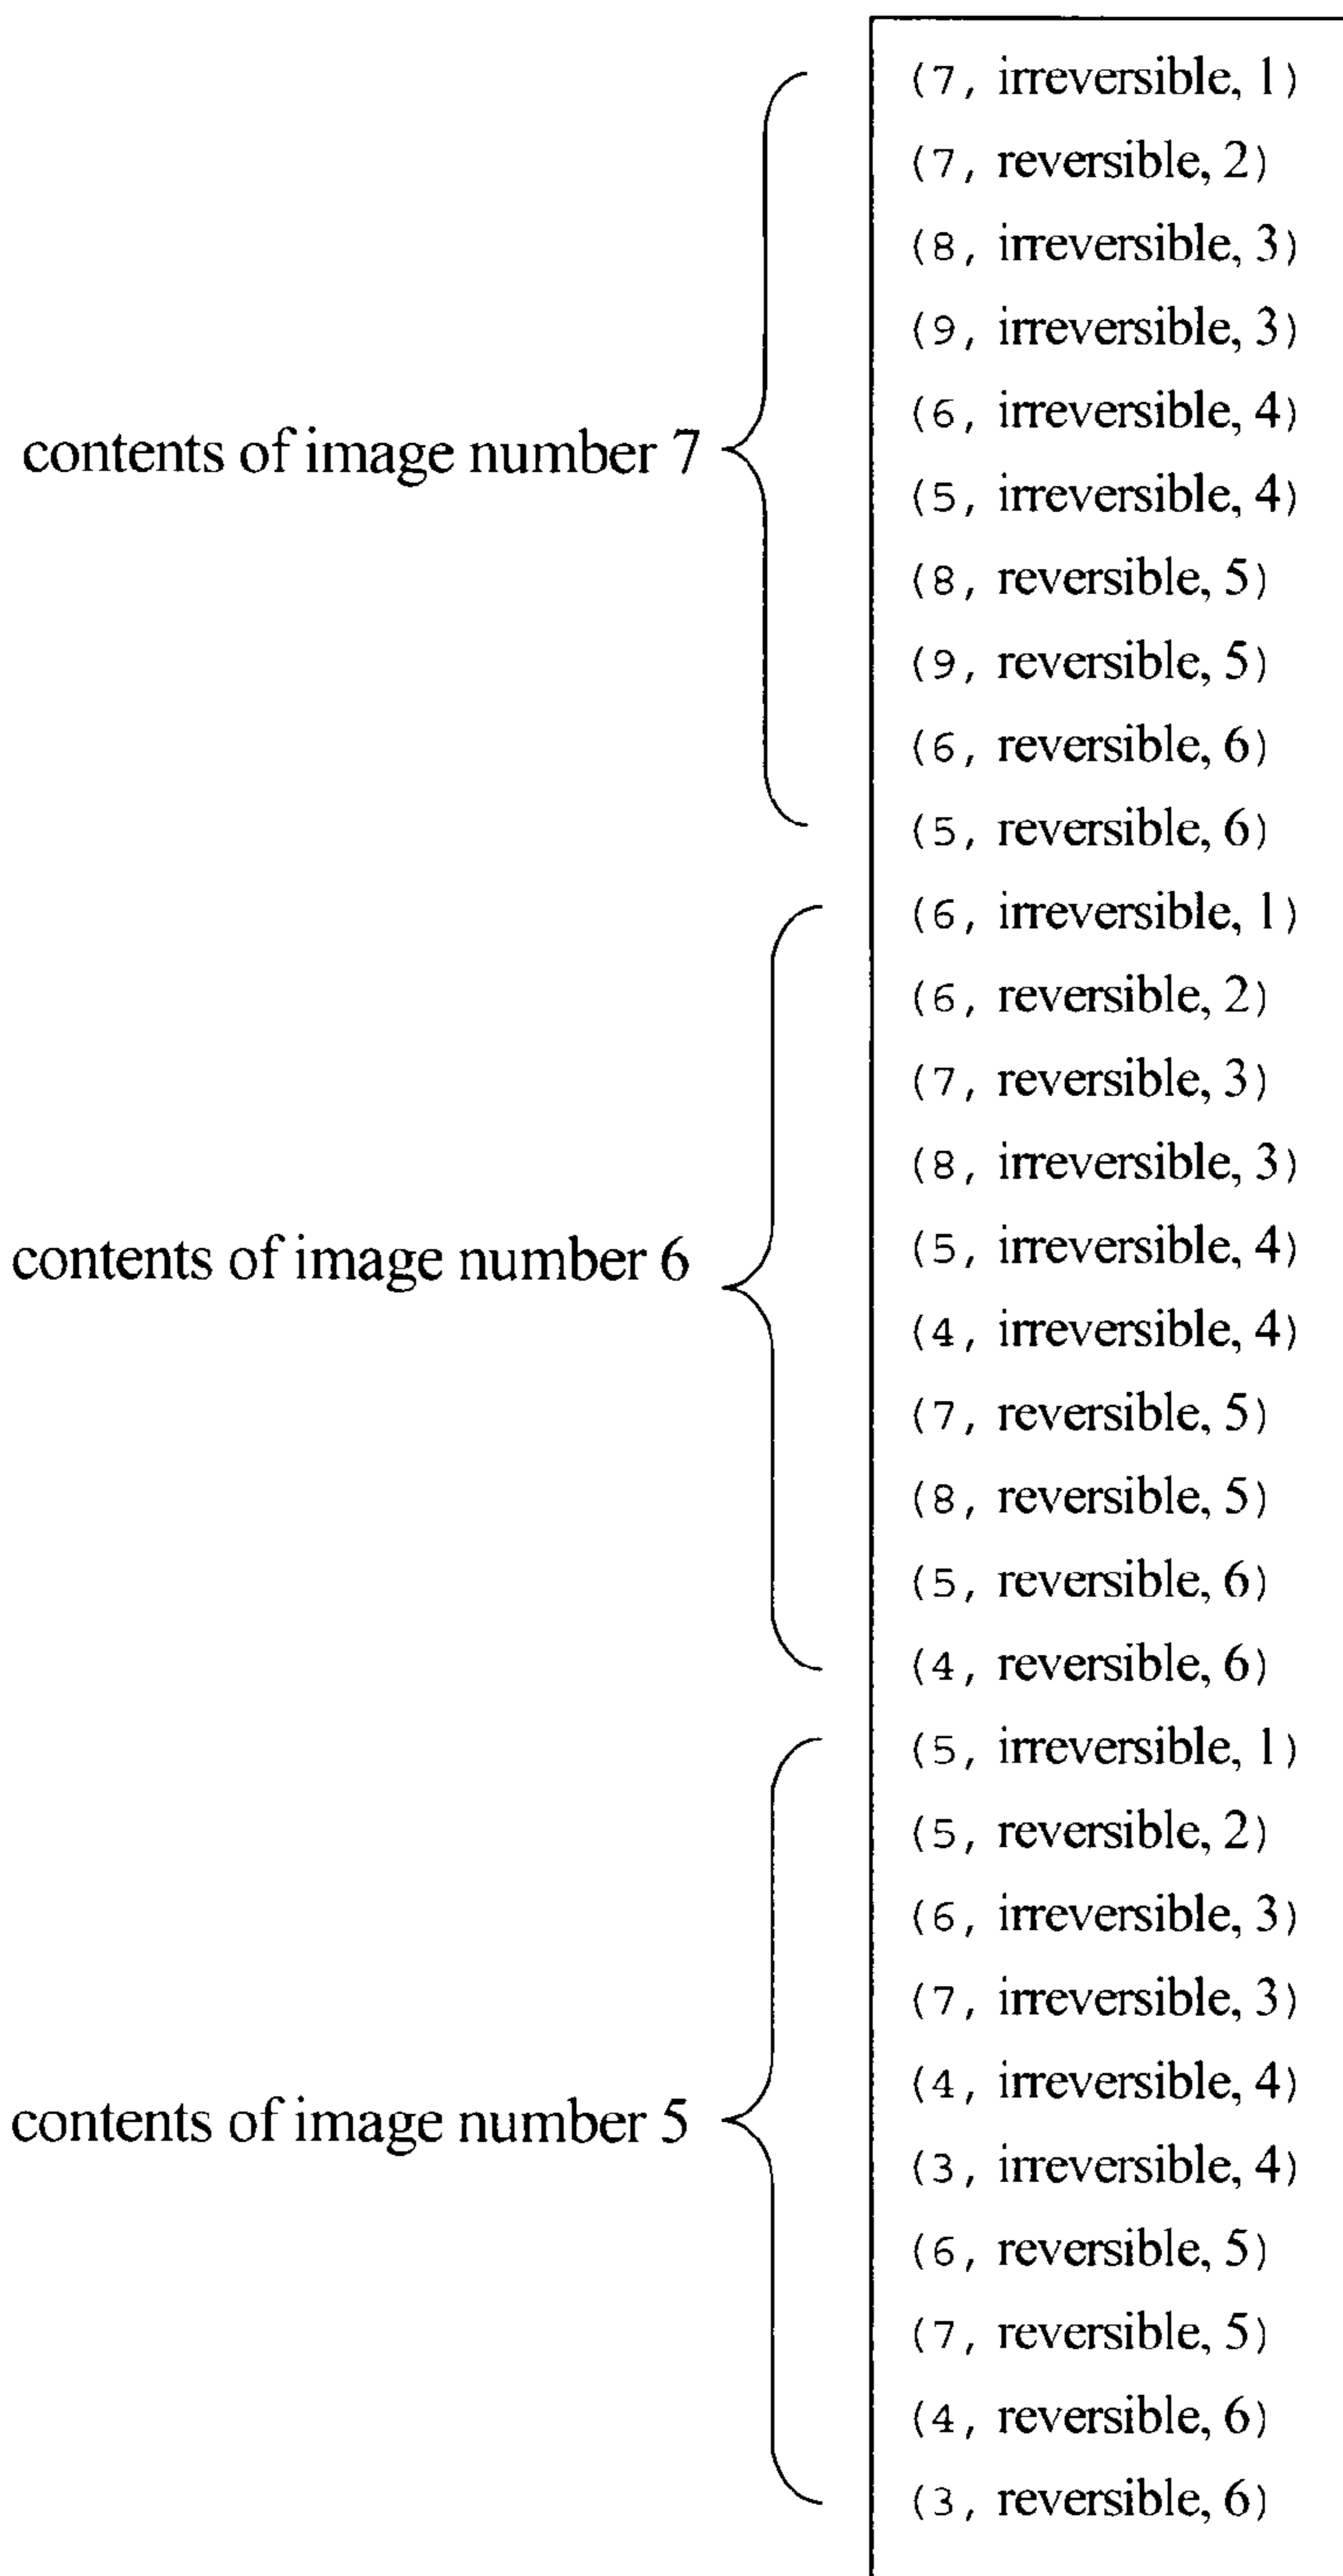 (7, irreversible, 1)
(7, reversible, 2)
(8, irreversible, 3)
(9, irreversible, 3)
(6, irreversible, 4)
contents of image number 7
(5, irreversible, 4)
(8, reversible, 5)
(9, reversible, 5)
(6, reversible, 6)
(5, reversible, 6)
(6, irreversible, 1)
(6, reversible, 2)
(7, reversible, 3)
(8, irreversible, 3)
(5, irreversible, 4)
contents of image number 6
(4, irreversible, 4)
(7, reversible, 5)
(8, reversible, 5)
(5, reversible, 6)
(4, reversible, 6)
(5, irreversible, 1)
(5, reversible, 2)
(6, irreversible, 3)
(7, irreversible, 3)
(4, irreversible, 4)
contents of image number 5
(3, irreversible, 4)
(6, reversible, 5)
(7, reversible, 5)
(4, reversible, 6)
(3, reversible, 6)